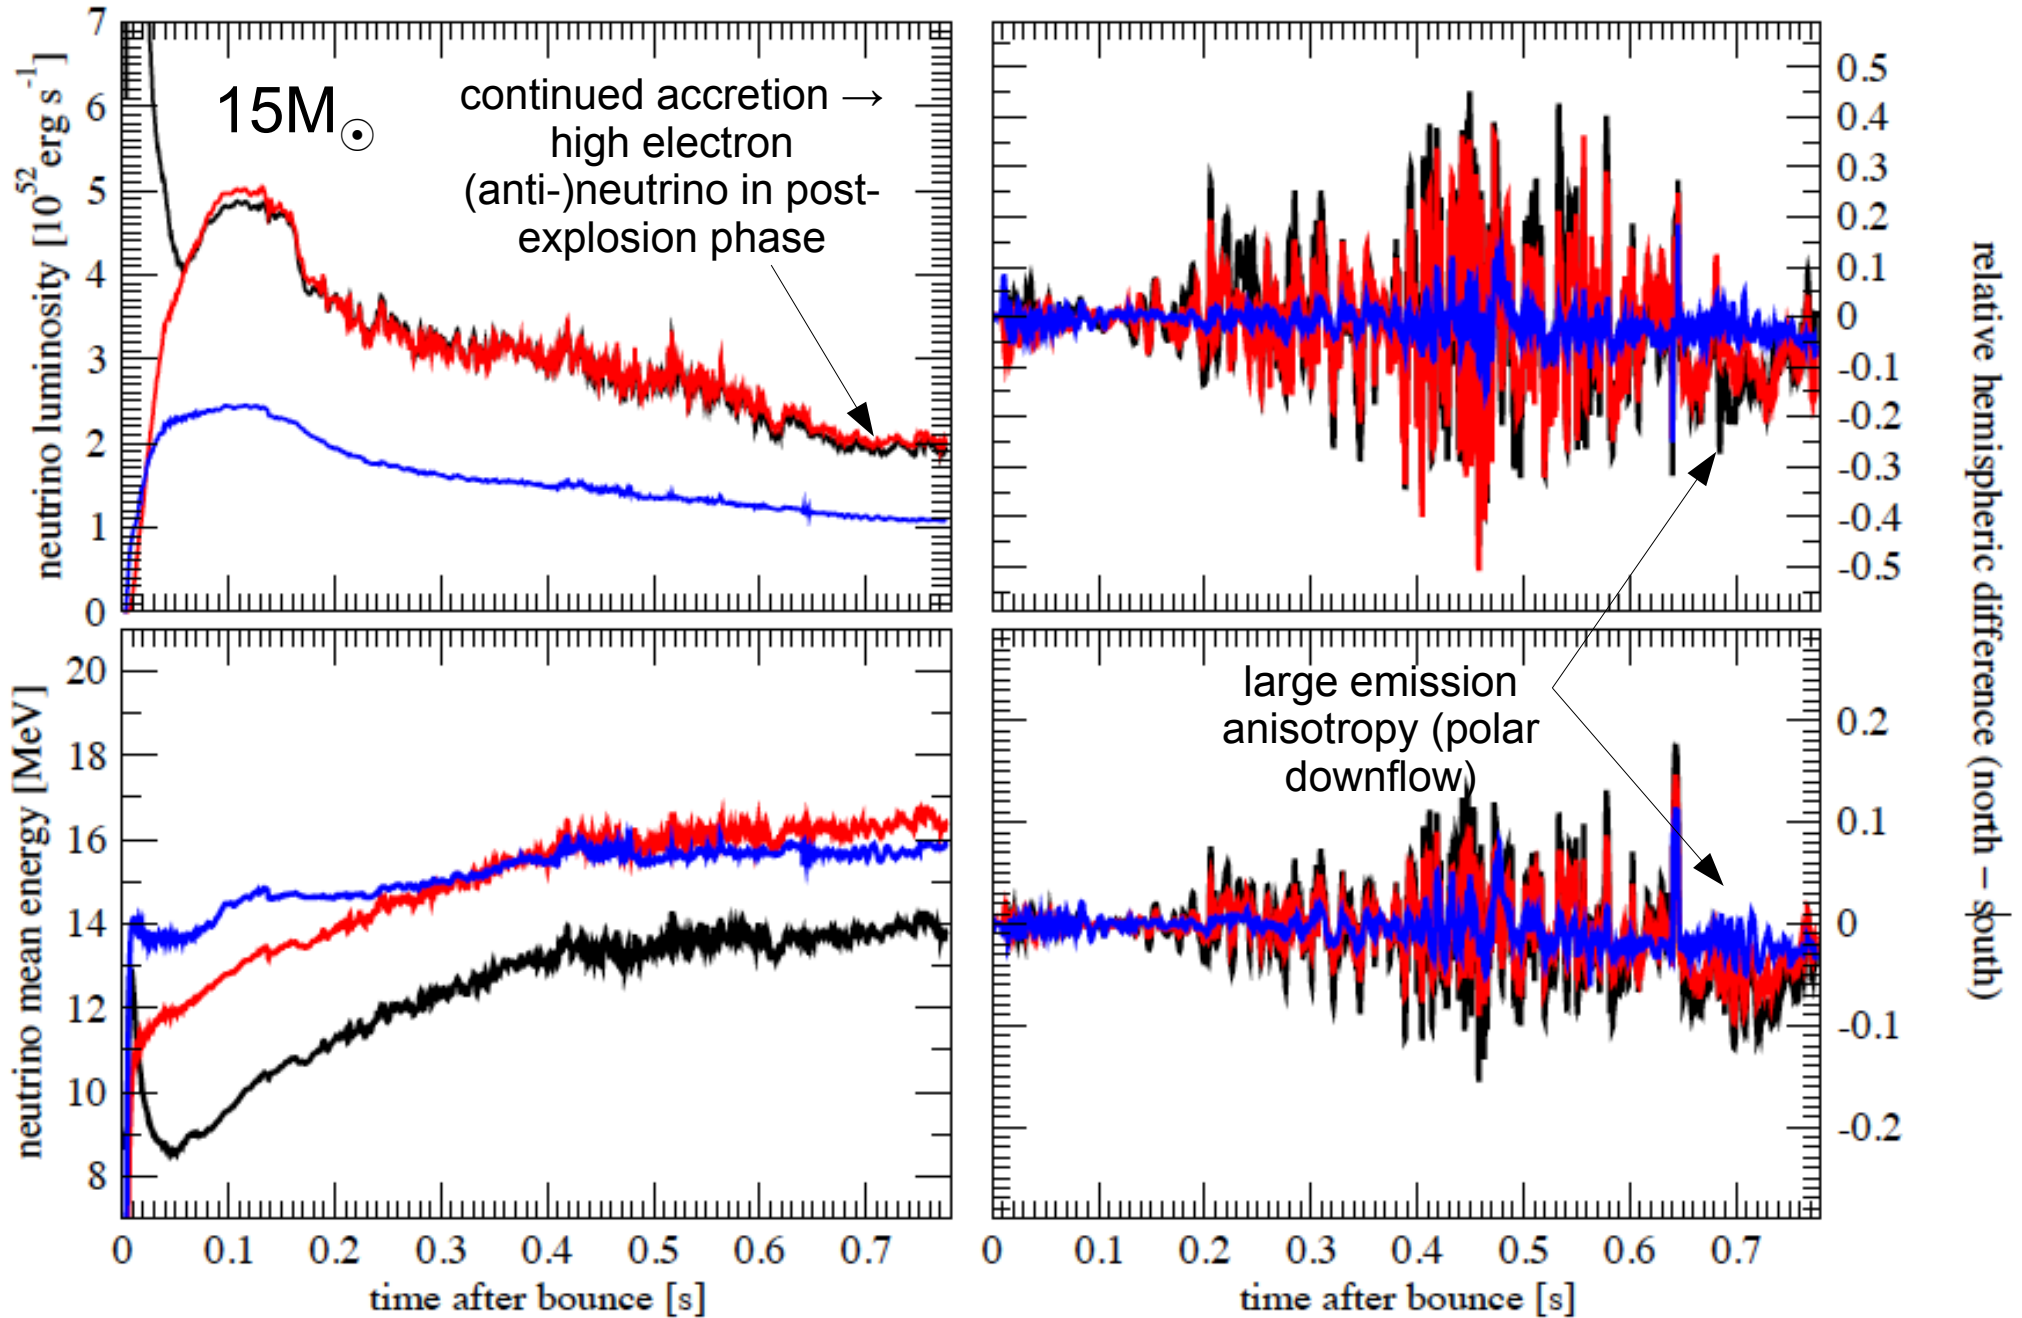 7
6
5
4
3
2
1
0
neutrino luminosity [10^52 erg s^-1]
15M☉
continued accretion →
high electron
(anti-)neutrino in post-
explosion phase
0.5
0.4
0.3
0.2
0.1
0
-0.1
-0.2
-0.3
-0.4
-0.5
relative hemispheric difference (north – south)
20
18
16
14
12
10
8
neutrino mean energy [MeV]
large emission
anisotropy (polar
downflow)
0.2
0.1
0
-0.1
-0.2
0 0.1 0.2 0.3 0.4 0.5 0.6 0.7
time after bounce [s]
0 0.1 0.2 0.3 0.4 0.5 0.6 0.7
time after bounce [s]